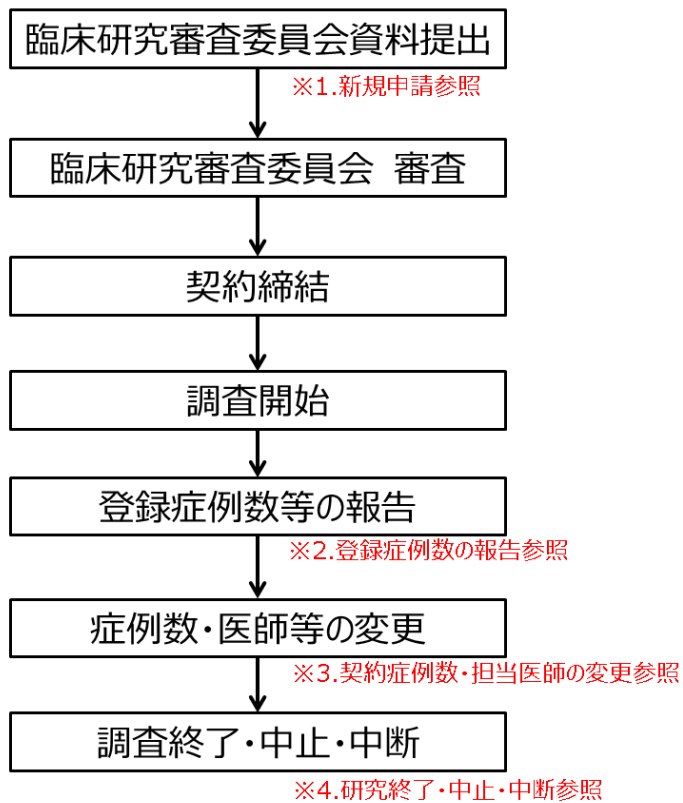 臨床研究審査委員会資料提出
※1.新規申請参照
臨床研究審査委員会 審査
契約締結
調査開始
登録症例数等の報告
※2.登録症例数の報告参照
症例数・医師等の変更
※3.契約症例数・担当医師の変更参照
調査終了・中止・中断
※4.研究終了・中止・中断参照